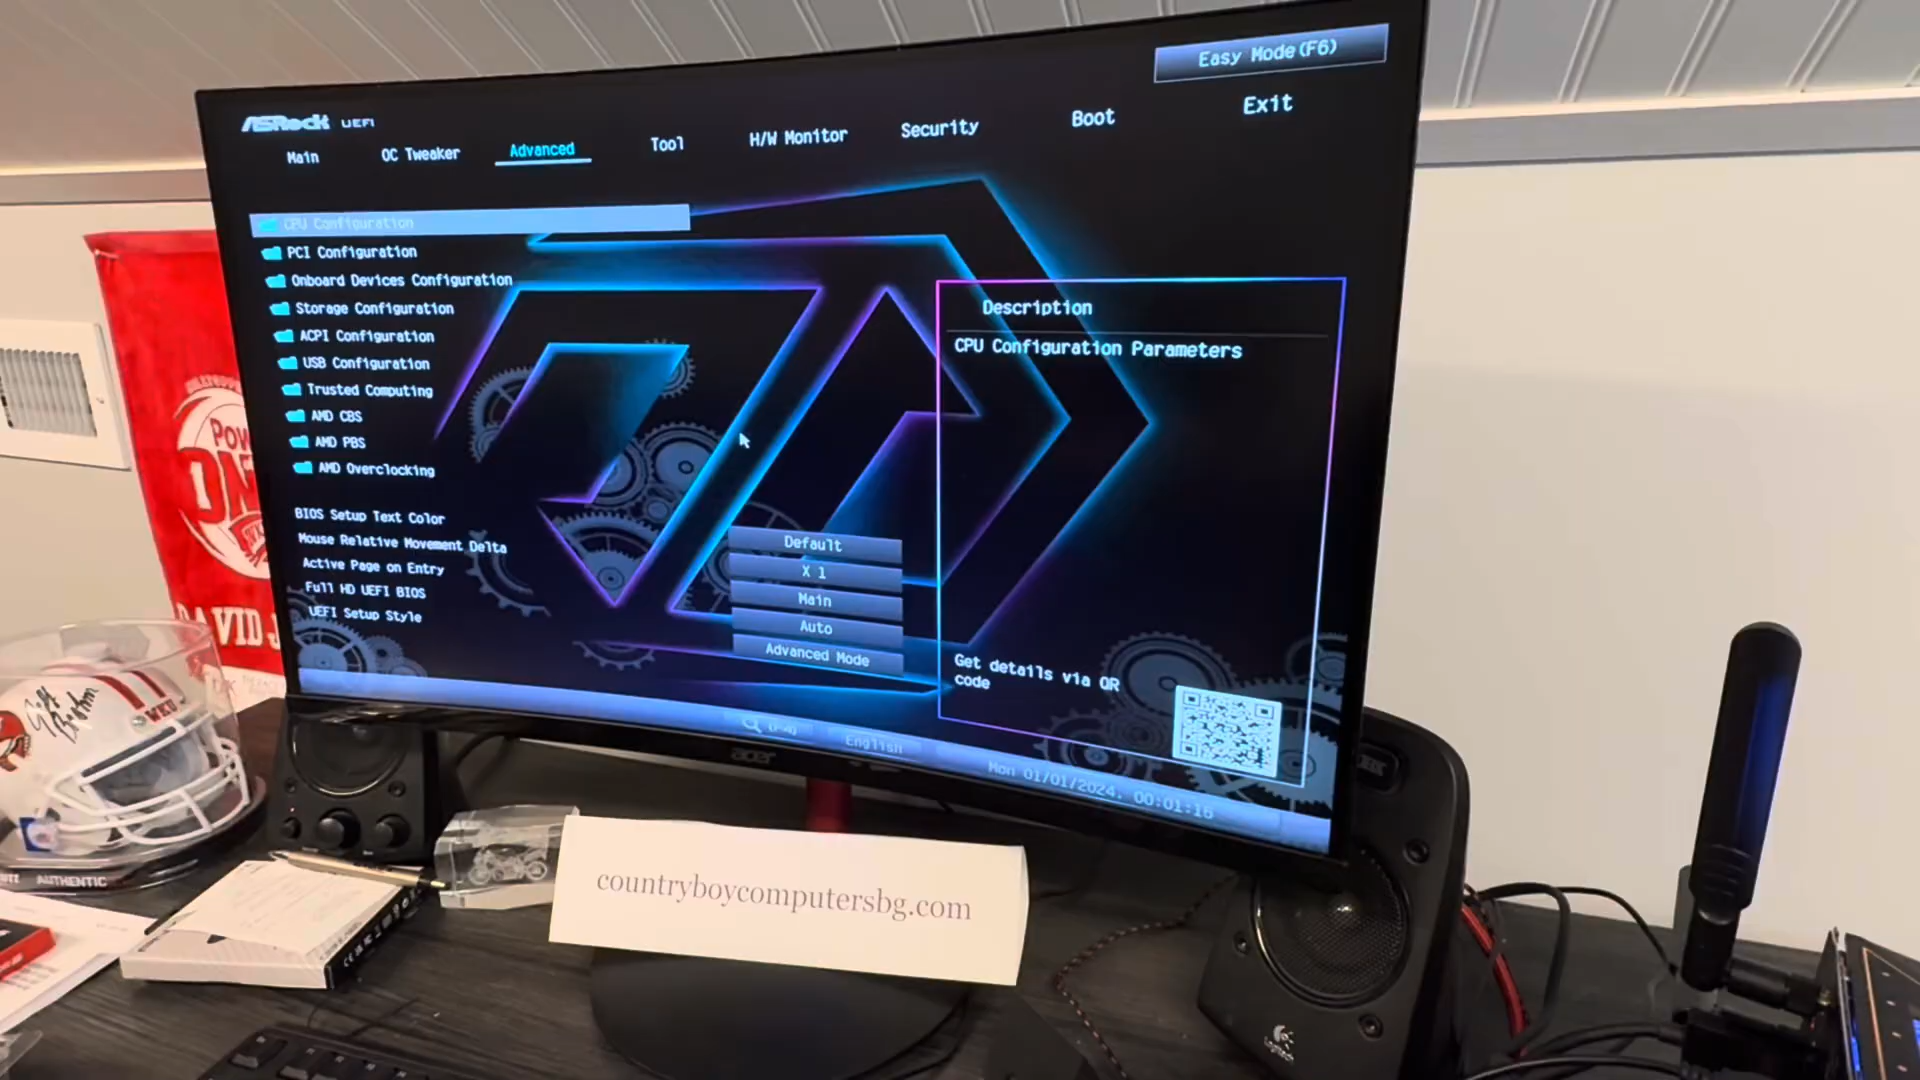 Easy Mode(F6)
ASRock UEFI
Main
OC Tweaker
Advanced
Tool
H/W Monitor
Security
Boot
Exit
CPU Configuration
PCI Configuration
Onboard Devices Configuration
Storage Configuration
ACPI Configuration
USB Configuration
Trusted Computing
AMD CBS
AMD PBS
AMD Overclocking
BIOS Setup Text Color
Default
Mouse Relative Movement Delta
X 1
Active Page on Entry
Main
Full HD UEFI BIOS
Auto
UEFI Setup Style
Advanced Mode
Description
CPU Configuration Parameters
Get details via QR
code
English
Mon 01/01/2024, 00:01:16
acer
countryboycomputersbg.com
Logitech
WKU
AUTHENTIC
DAVID J